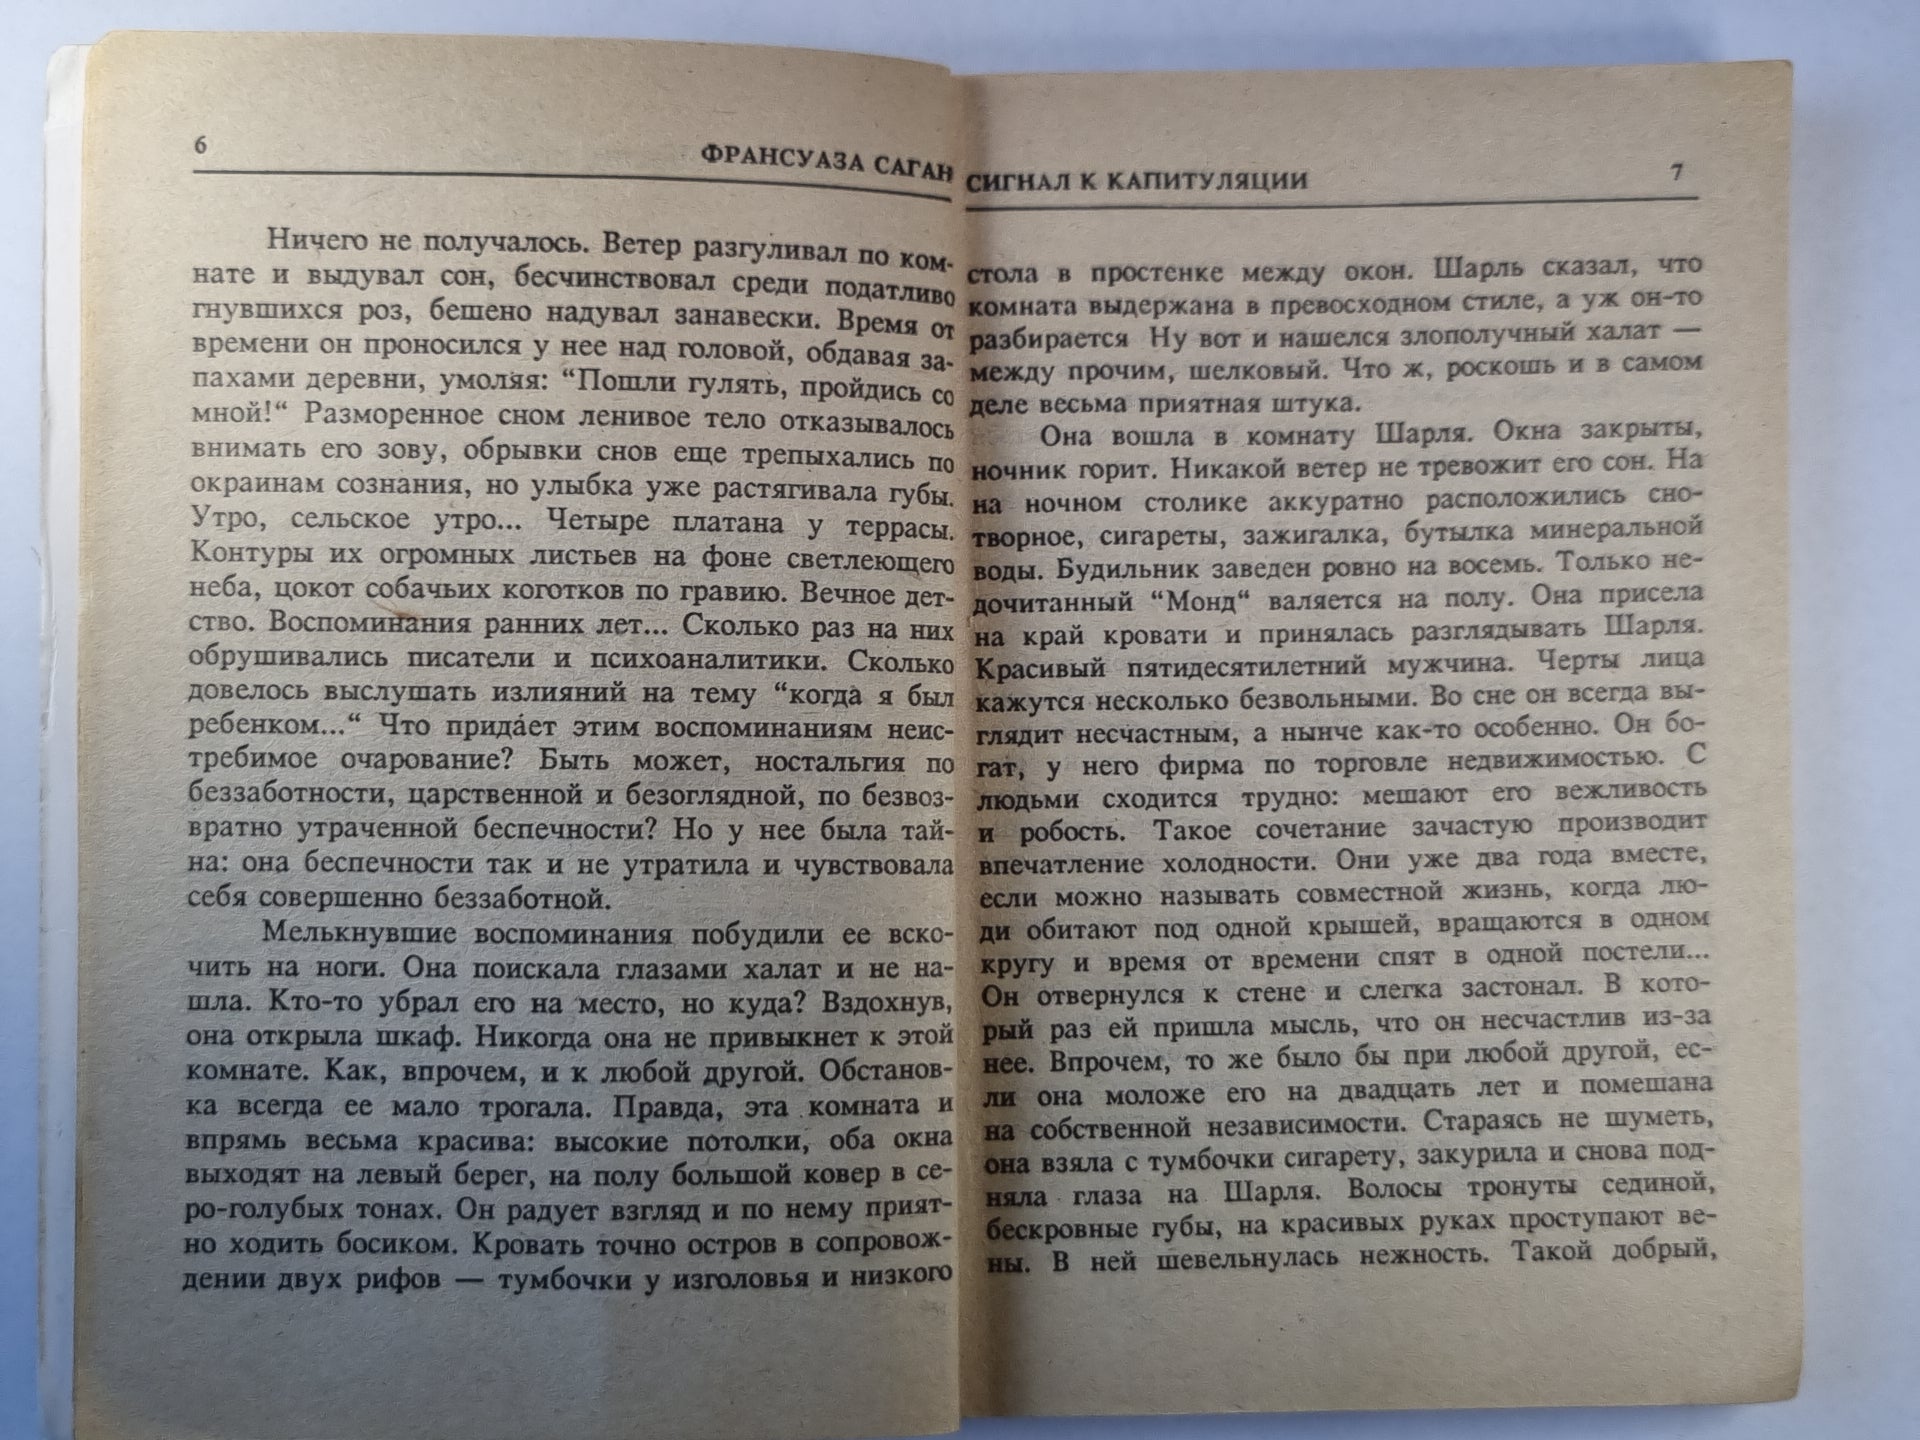 6
ФРАНСУАЗА САГАН
Ничего не получалось. Ветер разгуливал по ком-
нате и выдувал сон, бесчинствовал среди податливо
гнувшихся роз, бешено надувал занавески. Время от
времени он проносился у нее над головой, обдавая за-
пахами деревни, умоляя: “Пошли гулять, пройдись со
мной!“ Разморенное сном ленивое тело отказывалось
внимать его зову, обрывки снов еще трепыхались по
окраинам сознания, но улыбка уже растягивала губы.
Утро, сельское утро... Четыре платана у террасы.
Контуры их огромных листьев на фоне светлеющего
неба, цокот собачьих коготков по гравию. Вечное дет-
ство. Воспоминания ранних лет... Сколько раз на них
обрушивались писатели и психоаналитики. Сколько
довелось выслушать излияний на тему “когда я был
ребенком...“ Что придает этим воспоминаниям неис-
требимое очарование? Быть может, ностальгия по
беззаботности, царственной и безоглядной, по безвоз-
вратно утраченной беспечности? Но у нее была тай-
на: она беспечности так и не утратила и чувствовала
себя совершенно беззаботной.
Мелькнувшие воспоминания побудили ее вско-
чить на ноги. Она поискала глазами халат и не на-
шла. Кто-то убрал его на место, но куда? Вздохнув,
она открыла шкаф. Никогда она не привыкнет к этой
комнате. Как, впрочем, и к любой другой. Обстанов-
ка всегда ее мало трогала. Правда, эта комната и
впрямь весьма красива: высокие потолки, оба окна
выходят на левый берег, на полу большой ковер в се-
ро-голубых тонах. Он радует взгляд и по нему прият-
но ходить босиком. Кровать точно остров в сопровож-
дении двух рифов — тумбочки у изголовья и низкого
СИГНАЛ К КАПИТУЛЯЦИИ
7
стола в простенке между окон. Шарль сказал, что
комната выдержана в превосходном стиле, а уж он-то
разбирается Ну вот и нашелся злополучный халат —
между прочим, шелковый. Что ж, роскошь и в самом
деле весьма приятная штука.
Она вошла в комнату Шарля. Окна закрыты,
ночник горит. Никакой ветер не тревожит его сон. На
на ночном столике аккуратно расположились сно-
творное, сигареты, зажигалка, бутылка минеральной
воды. Будильник заведен ровно на восемь. Только не-
дочитанный “Монд“ валяется на полу. Она присела
на край кровати и принялась разглядывать Шарля.
Красивый пятидесятилетний мужчина. Черты лица
кажутся несколько безвольными. Во сне он всегда вы-
глядит несчастным, а нынче как-то особенно. Он бо-
гат, у него фирма по торговле недвижимостью. С
людьми сходится трудно: мешают его вежливость
и робость. Такое сочетание зачастую производит
впечатление холодности. Они уже два года вместе,
если можно называть совместной жизнь, когда лю-
ди обитают под одной крышей, вращаются в одном
кругу и время от времени спят в одной постели...
Он отвернулся к стене и слегка застонал. В кото-
рый раз ей пришла мысль, что он несчастлив из-за
нее. Впрочем, то же было бы при любой другой, ес-
ли она моложе его на двадцать лет и помешана
на собственной независимости. Стараясь не шуметь,
она взяла с тумбочки сигарету, закурила и снова под-
няла глаза на Шарля. Волосы тронуты сединой,
бескровные губы, на красивых руках проступают ве-
ны. В ней шевельнулась нежность. Такой добрый,